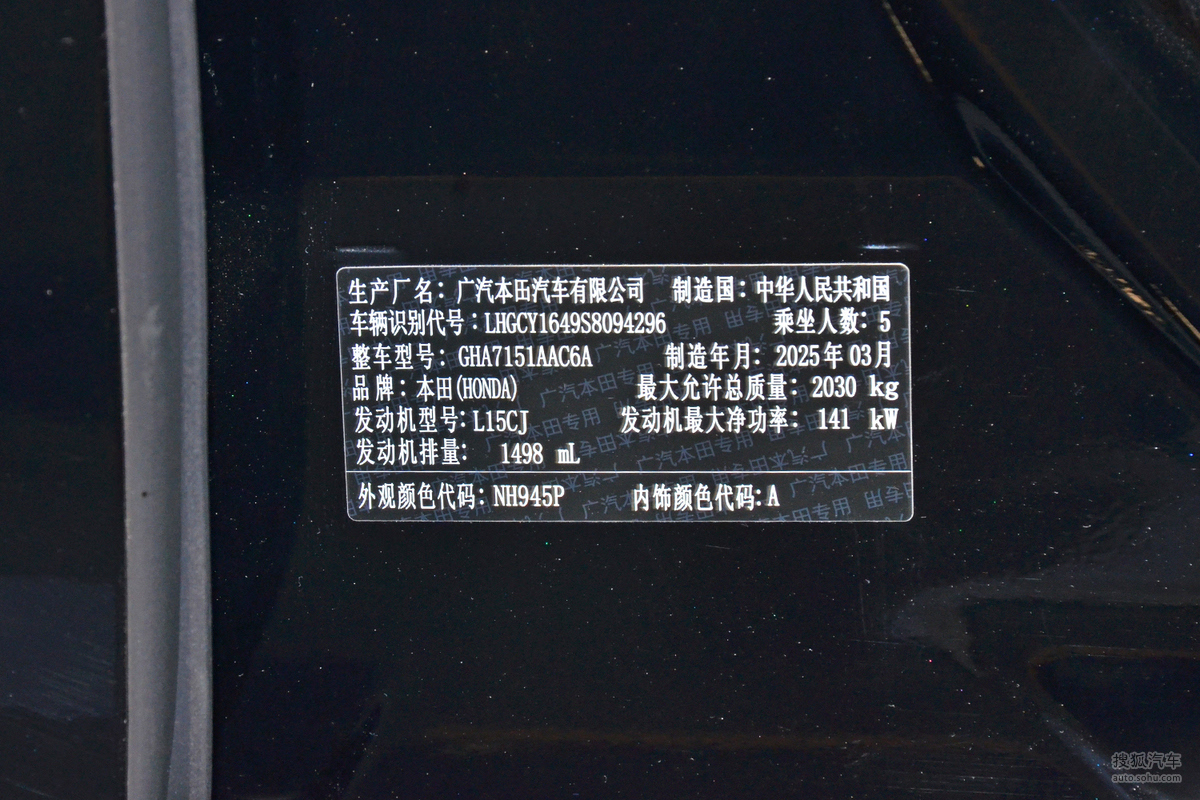 生产厂名：广汽本田汽车有限公司 制造国：中华人民共和国
车辆识别代号：LHGCY1649S8094296 乘坐人数：5
整车型号：GHA7151AAC6A 制造年月：2025年03月
品牌：本田(HONDA) 最大允许总质量：2030 kg
发动机型号：L15CJ 发动机最大净功率：141 kW
发动机排量：1498 mL
外观颜色代码：NH945P 内饰颜色代码：A
搜狐汽车
auto.sohu.com